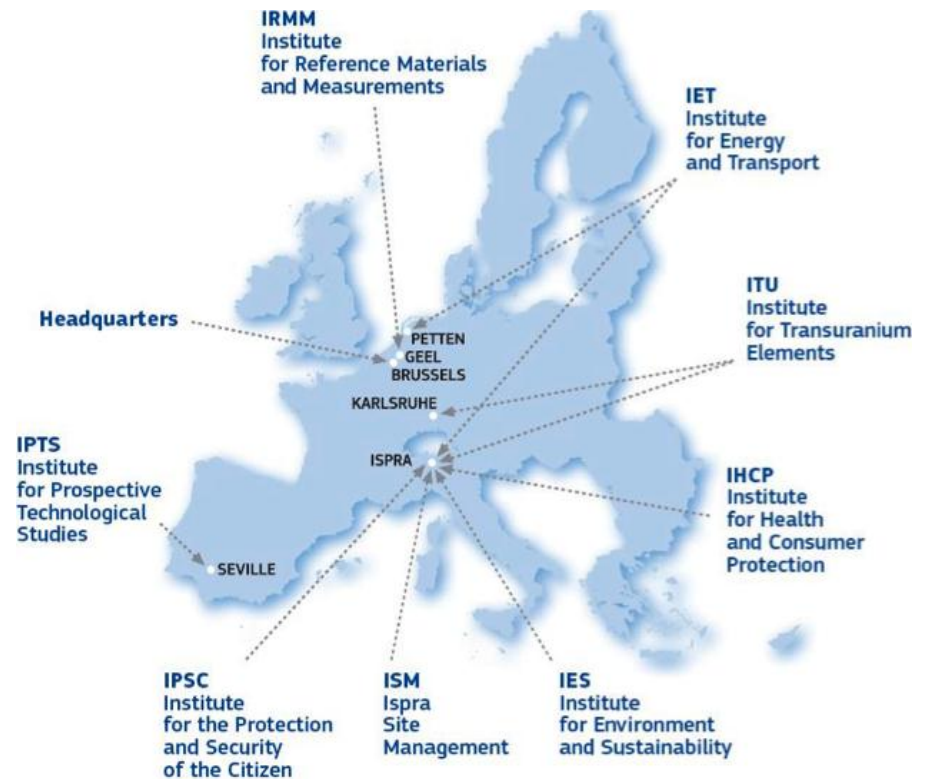 IRMM
Institute
for Reference Materials
and Measurements
IET
Institute
for Energy
and Transport
ITU
Institute
for Transuranium
Elements
Headquarters
PETTEN
GEEL
BRUSSELS
KARLSRUHE
ISPRA
IPTS
Institute
for Prospective
Technological
Studies
SEVILLE
IHCP
Institute
for Health
and Consumer
Protection
IPSC
Institute
for the Protection
and Security
of the Citizen
ISM
Ispra
Site
Management
IES
Institute
for Environment
and Sustainability